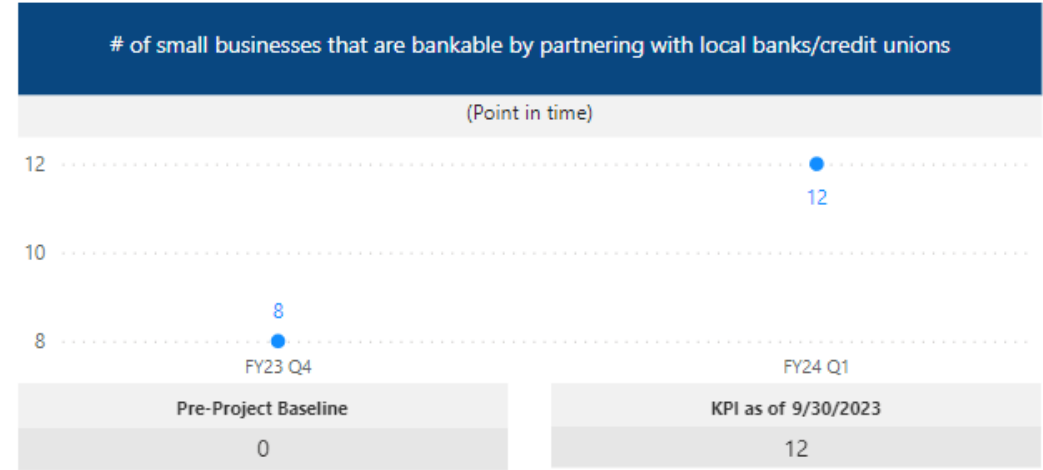 # of small businesses that are bankable by partnering with local banks/credit unions
(Point in time)
12
12
10
8
8
FY23 Q4 FY24 Q1
Pre-Project Baseline KPI as of 9/30/2023
0 12